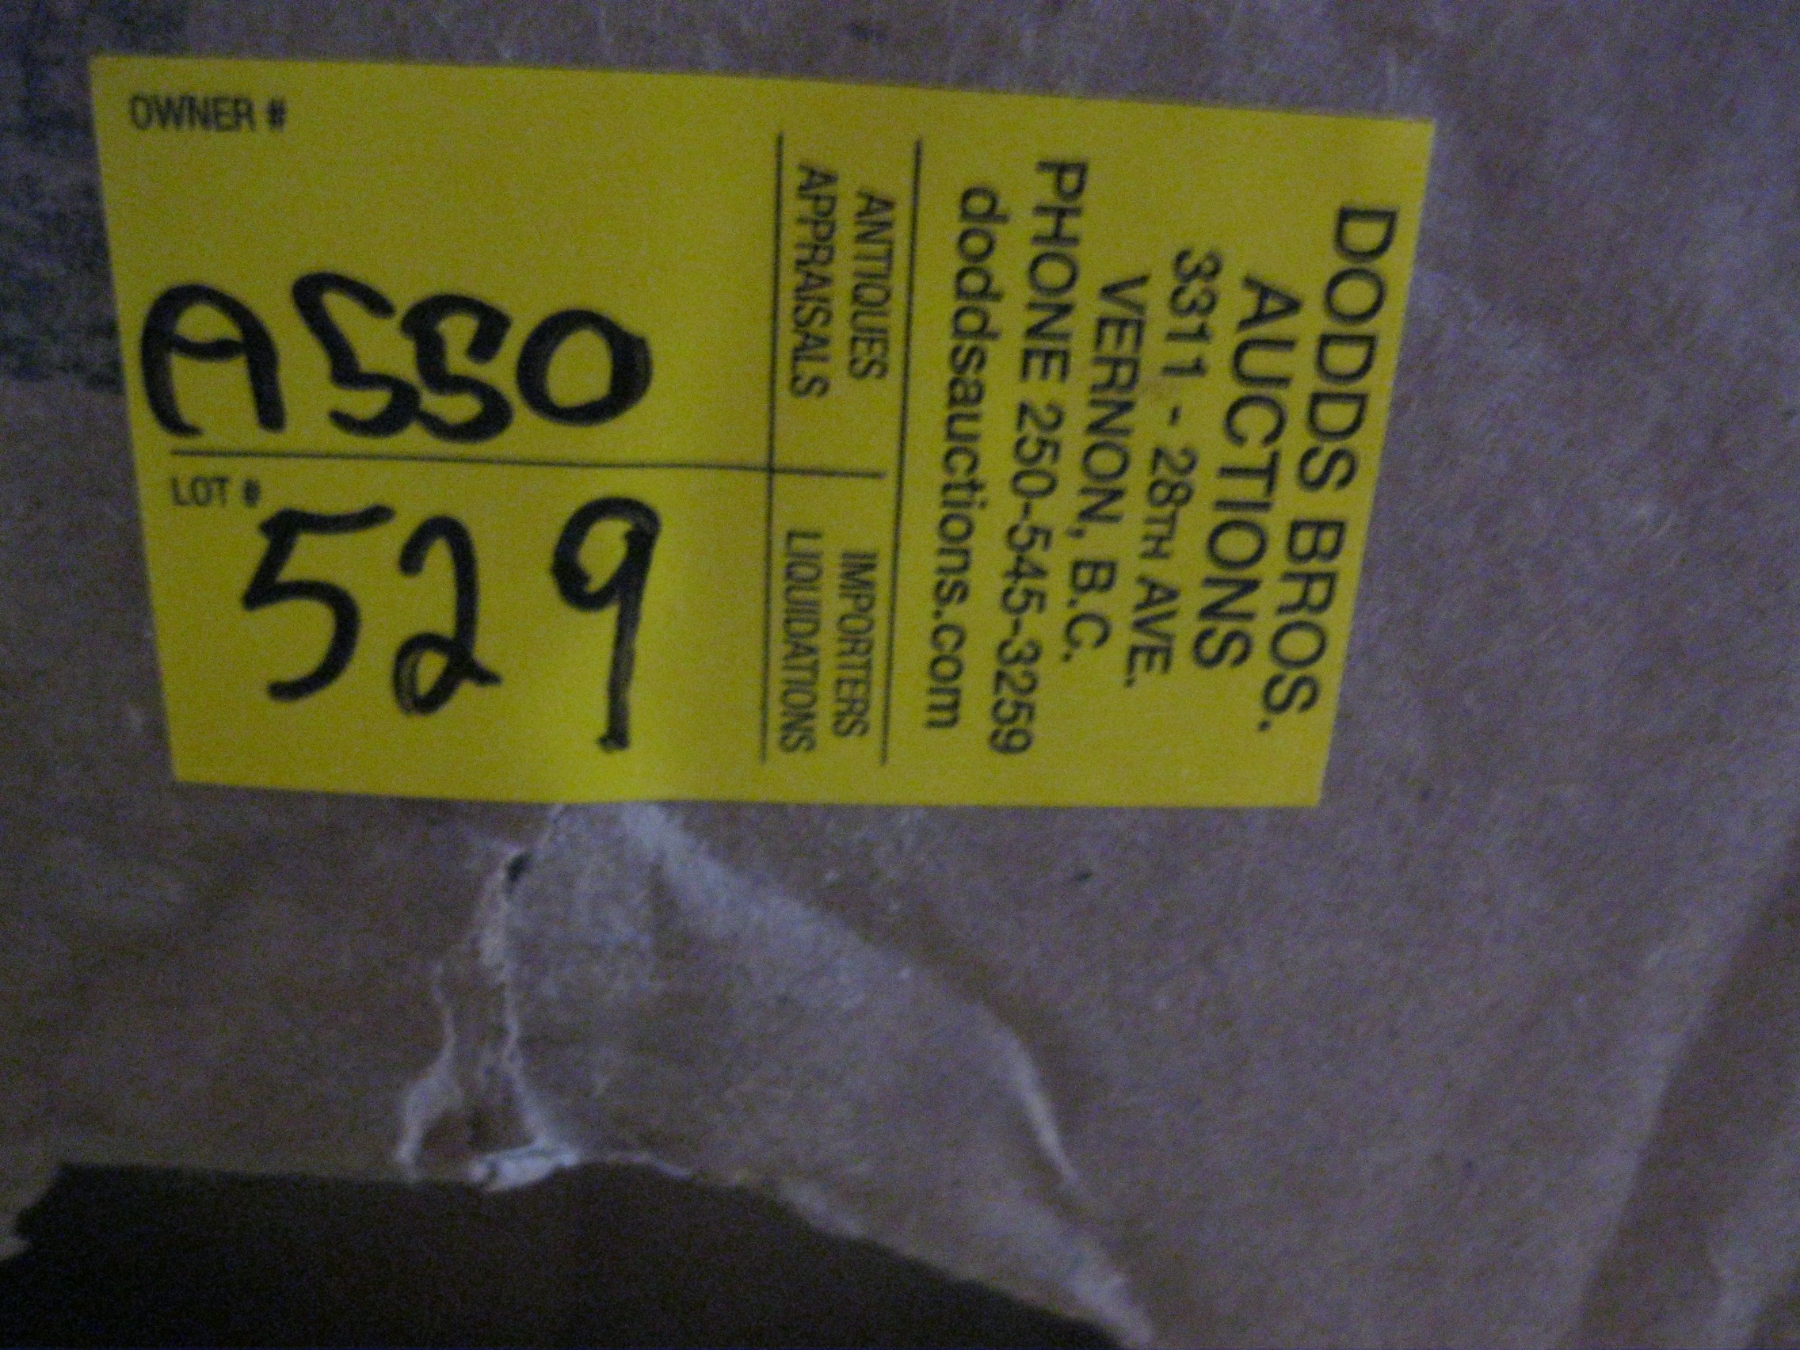 OWNER #
A550
LOT #
529
DODDS BROS.
AUCTIONS
3311 - 28TH AVE.
VERNON, B.C.
PHONE 250-545-3259
doddsauctions.com
ANTIQUES
APPRAISALS
IMPORTERS
LIQUIDATIONS